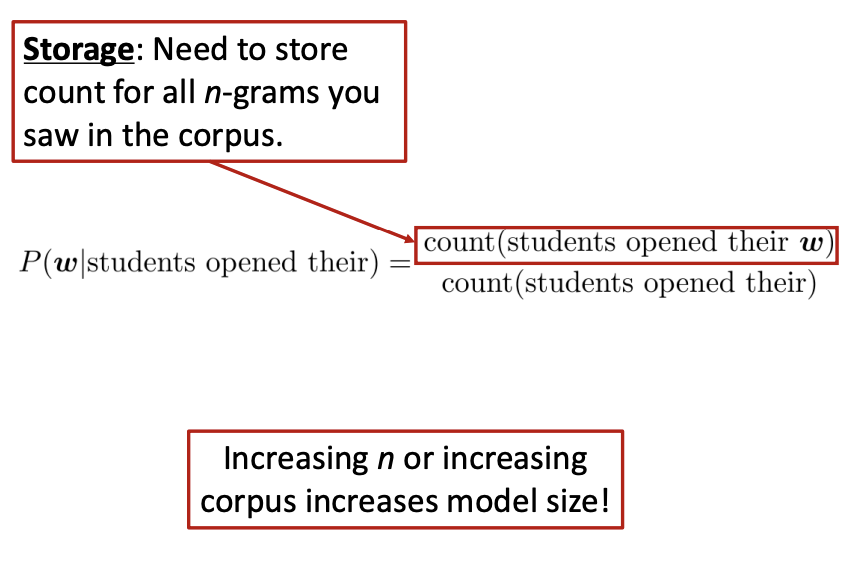 Storage: Need to store
count for all n-grams you
saw in the corpus.
P(w|students opened their) = count(students opened their w)
count(students opened their)
Increasing n or increasing
corpus increases model size!